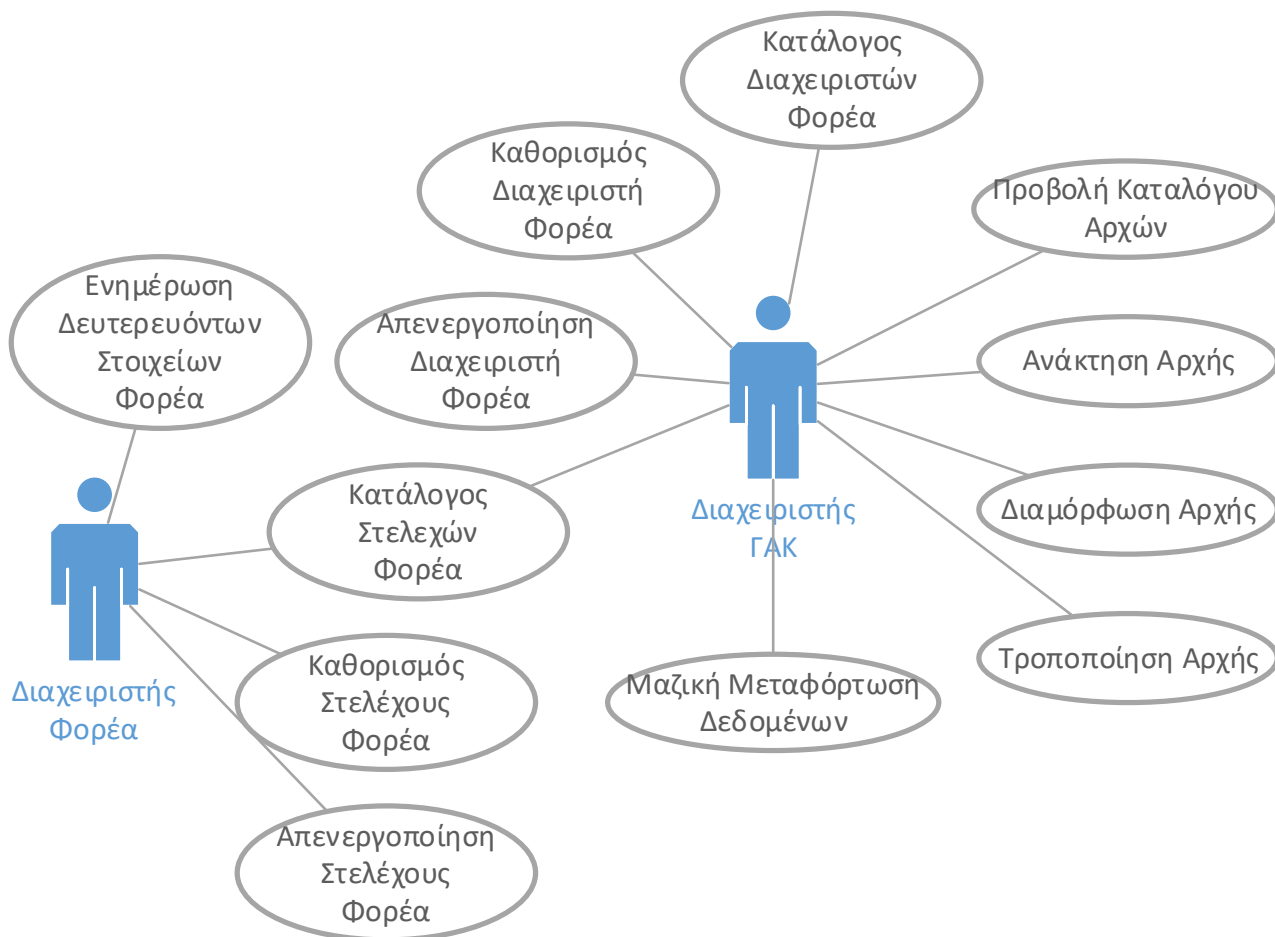 Κατάλογος
Διαχειριστών
Φορέα
Καθορισμός
Διαχειριστή
Φορέα
Προβολή Καταλόγου
Αρχών
Ενημέρωση
Δευτερευόντων
Στοιχείων
Φορέα
Απενεργοποίηση
Διαχειριστή
Φορέα
Ανάκτηση Αρχής
Κατάλογος
Στελεχών
Φορέα
Διαχειριστής
ΓΑΚ
Διαμόρφωση Αρχής
Διαχειριστής
Φορέα
Καθορισμός
Στελέχους
Φορέα
Μαζική Μεταφόρτωση
Δεδομένων
Τροποποίηση Αρχής
Απενεργοποίηση
Στελέχους
Φορέα